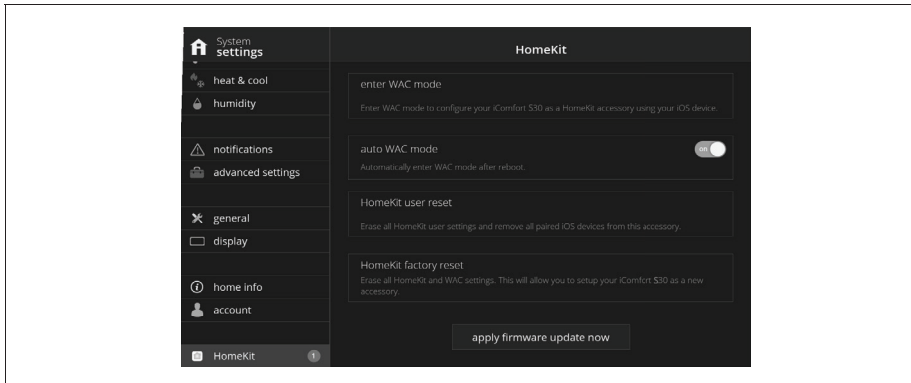 System
settings
heat & cool
humidity
notifications
advanced settings
general
display
home info
account
HomeKit 1
HomeKit
enter WAC mode
Enter WAC mode to configure your iComfort S30 as a HomeKit accessory using your iOS device.
auto WAC mode on
Automatically enter WAC mode after reboot.
HomeKit user reset
Erase all HomeKit user settings and remove all paired iOS devices from this accessory.
HomeKit factory reset
Erase all HomeKit and WAC settings. This will allow you to setup your iComfort S30 as a new
accessory.
apply firmware update now